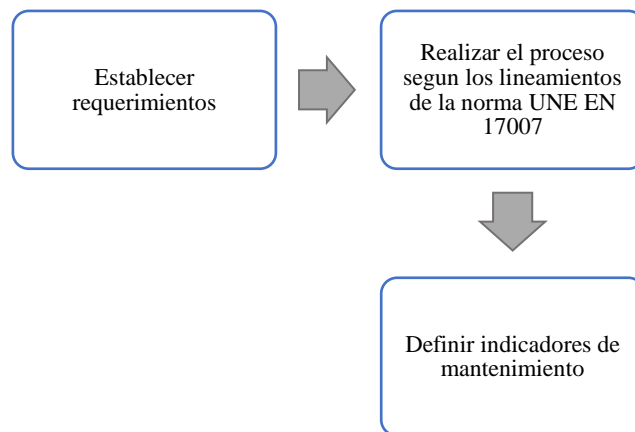 Establecer
requerimientos
Realizar el proceso
segun los lineamientos
de la norma UNE EN
17007
Definir indicadores de
mantenimiento